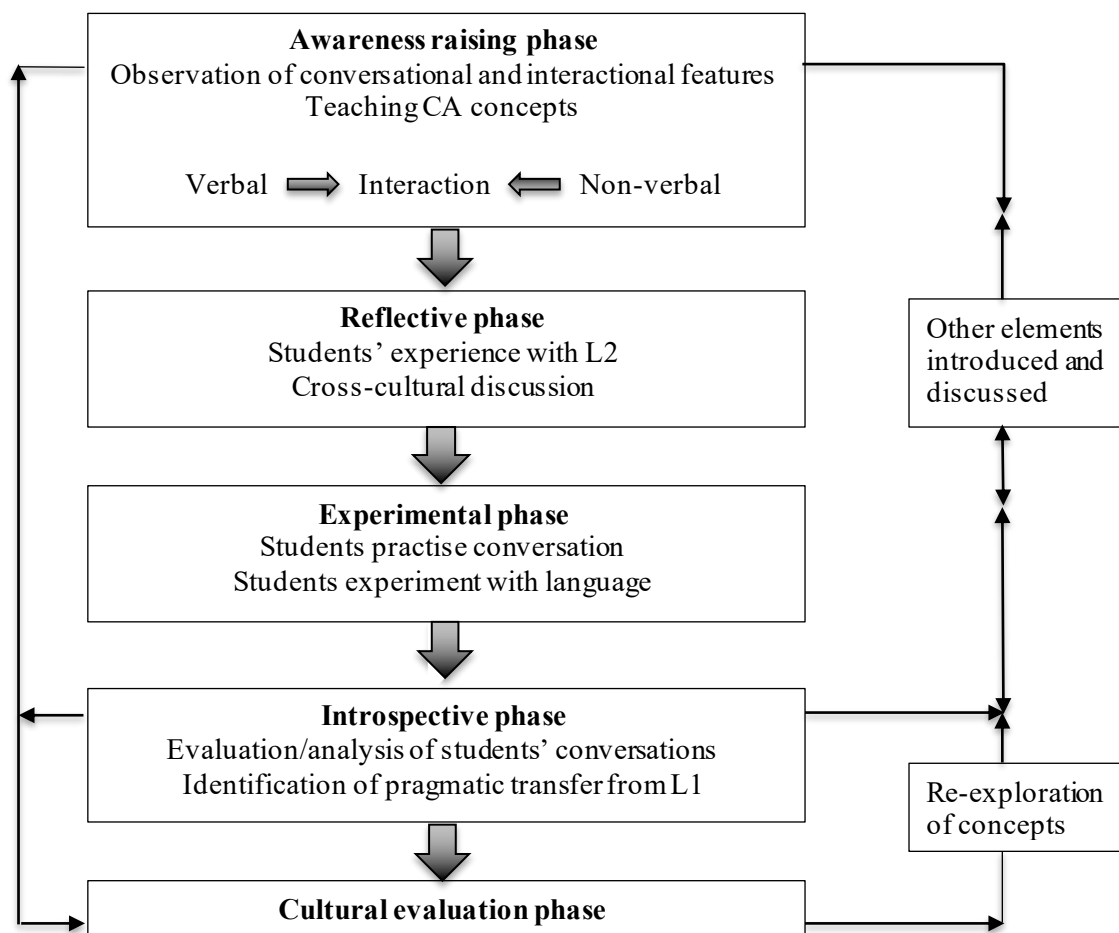 Awareness raising phase
Observation of conversational and interactional features
Teaching CA concepts
Verbal Interaction Non-verbal
Reflective phase
Students’ experience with L2
Cross-cultural discussion
Other elements
introduced and
discussed
Experimental phase
Students practise conversation
Students experiment with language
Introspective phase
Evaluation/analysis of students’ conversations
Identification of pragmatic transfer from L1
Re-exploration
of concepts
Cultural evaluation phase